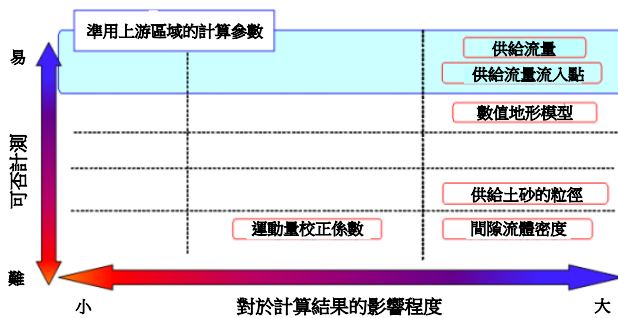 準用上游區域的計算參數
易
供給流量
供給流量流入點
數值地形模型
可否計測
供給土砂的粒徑
運動量校正係數
間隙流體密度
難
小
對於計算結果的影響程度
大